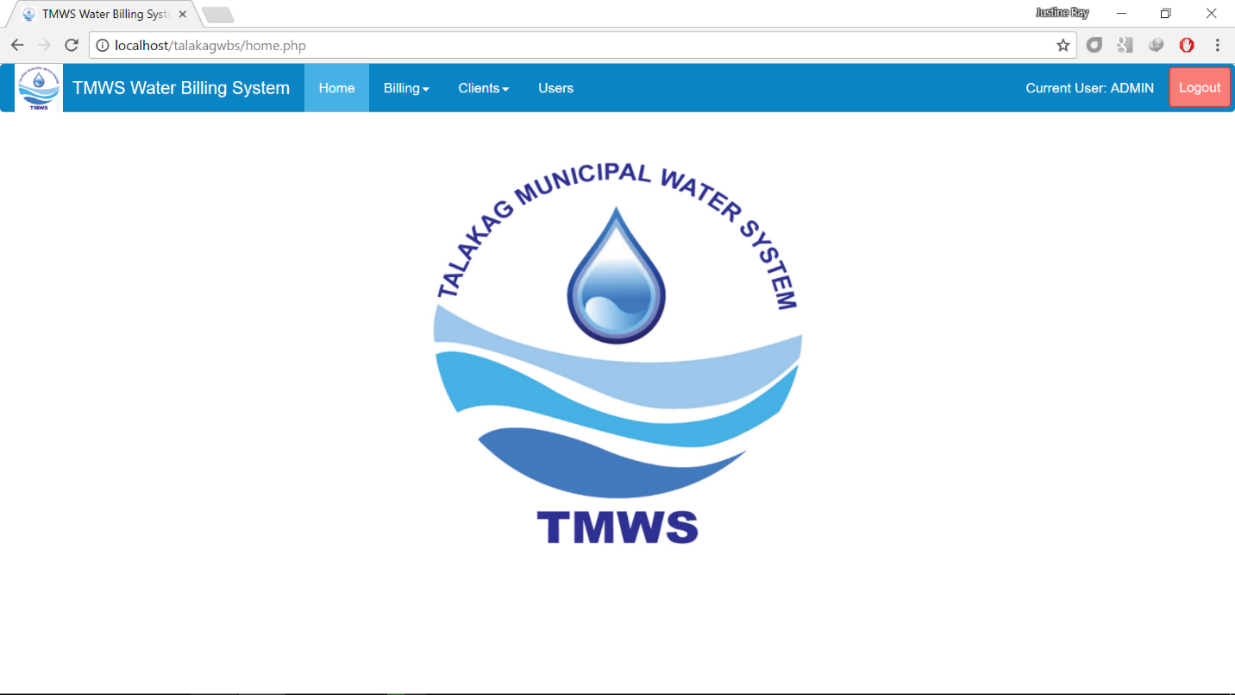 TMWS Water Billing Syst
Justine Ray
localhost/talakagwbs/home.php
TMWS
TMWS Water Billing System
Home
Billing
Clients
Users
Current User: ADMIN
Logout
TALAKAG MUNICIPAL WATER SYSTEM
TMWS